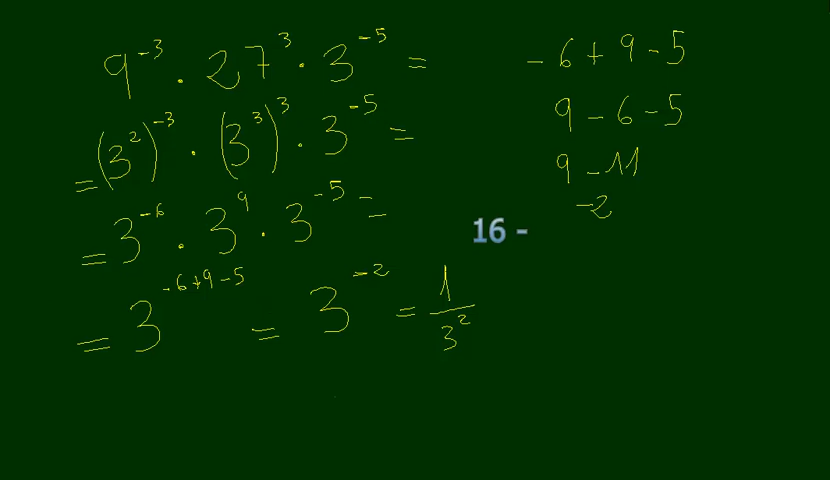 9⁻³ · 27³ · 3⁻⁵ =
= (3²)⁻³ · (3³)³ · 3⁻⁵ =
= 3⁻⁶ · 3⁹ · 3⁻⁵ =
= 3⁻⁶⁺⁹⁻⁵ = 3⁻² = 1/3²
- 6 + 9 - 5
9 - 6 - 5
9 - 11
-2
16 -